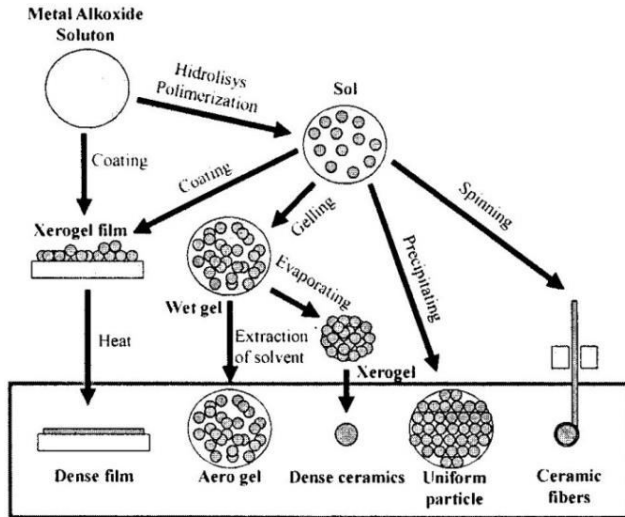 Metal Alkoxide
Soluton
Hidrolisys
Polimerization
Sol
Coating
Coating
Gelling
Precipitating
Spinning
Xerogel film
Evaporating
Wet gel
Heat
Extraction
of solvent
Xerogel
Dense film
Aero gel
Dense ceramics
Uniform
particle
Ceramic
fibers